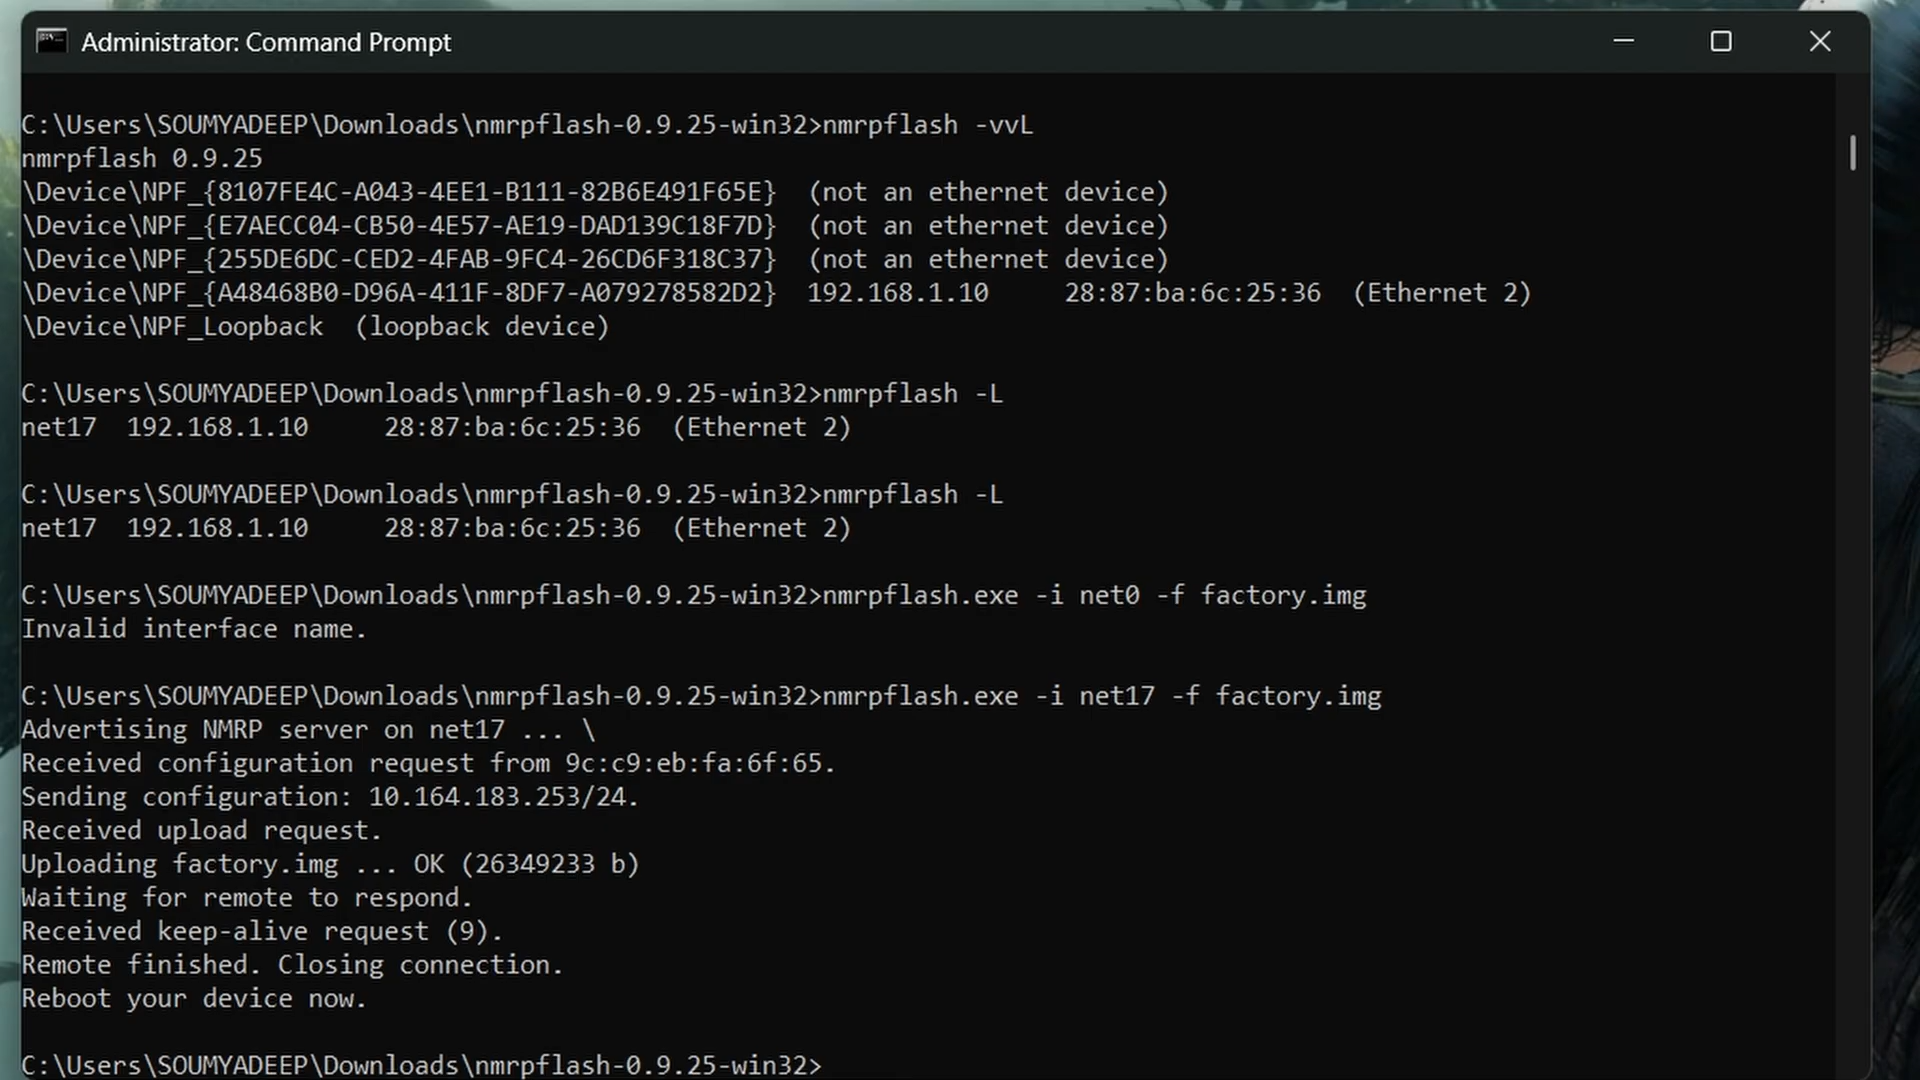 Administrator: Command Prompt
C:\Users\SOUMYADEEP\Downloads\nmrpflash-0.9.25-win32>nmrpflash -vvL
nmrpflash 0.9.25
\Device\NPF_{8107FE4C-A043-4EE1-B111-82B6E491F65E}  (not an ethernet device)
\Device\NPF_{E7AECC04-CB50-4E57-AE19-DAD139C18F7D}  (not an ethernet device)
\Device\NPF_{255DE6DC-CED2-4FAB-9FC4-26CD6F318C37}  (not an ethernet device)
\Device\NPF_{A48468B0-D96A-411F-8DF7-A079278582D2}  192.168.1.10     28:87:ba:6c:25:36  (Ethernet 2)
\Device\NPF_Loopback  (loopback device)
C:\Users\SOUMYADEEP\Downloads\nmrpflash-0.9.25-win32>nmrpflash -L
net17  192.168.1.10     28:87:ba:6c:25:36  (Ethernet 2)
C:\Users\SOUMYADEEP\Downloads\nmrpflash-0.9.25-win32>nmrpflash -L
net17  192.168.1.10     28:87:ba:6c:25:36  (Ethernet 2)
C:\Users\SOUMYADEEP\Downloads\nmrpflash-0.9.25-win32>nmrpflash.exe -i net0 -f factory.img
Invalid interface name.
C:\Users\SOUMYADEEP\Downloads\nmrpflash-0.9.25-win32>nmrpflash.exe -i net17 -f factory.img
Advertising NMRP server on net17 ... \
Received configuration request from 9c:c9:eb:fa:6f:65.
Sending configuration: 10.164.183.253/24.
Received upload request.
Uploading factory.img ... OK (26349233 b)
Waiting for remote to respond.
Received keep-alive request (9).
Remote finished. Closing connection.
Reboot your device now.
C:\Users\SOUMYADEEP\Downloads\nmrpflash-0.9.25-win32>